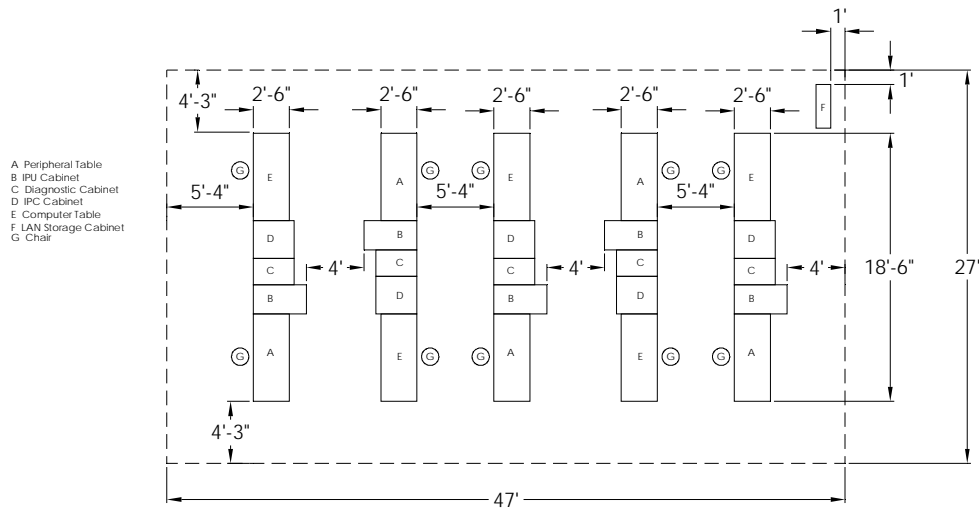 1'
4'-3"
2'-6" 2'-6" 2'-6" 2'-6" 2'-6"
1'
F
A Peripheral Table
B IPU Cabinet
C Diagnostic Cabinet
D IPC Cabinet
E Computer Table
F LAN Storage Cabinet
G Chair
G E A G G E A G G E
5'-4" 5'-4" 5'-4"
D B D B D
C 4' C C 4' C C 4' 18'-6" 27'
B D B D B
G A E G G A E G G A
4'-3"
47'